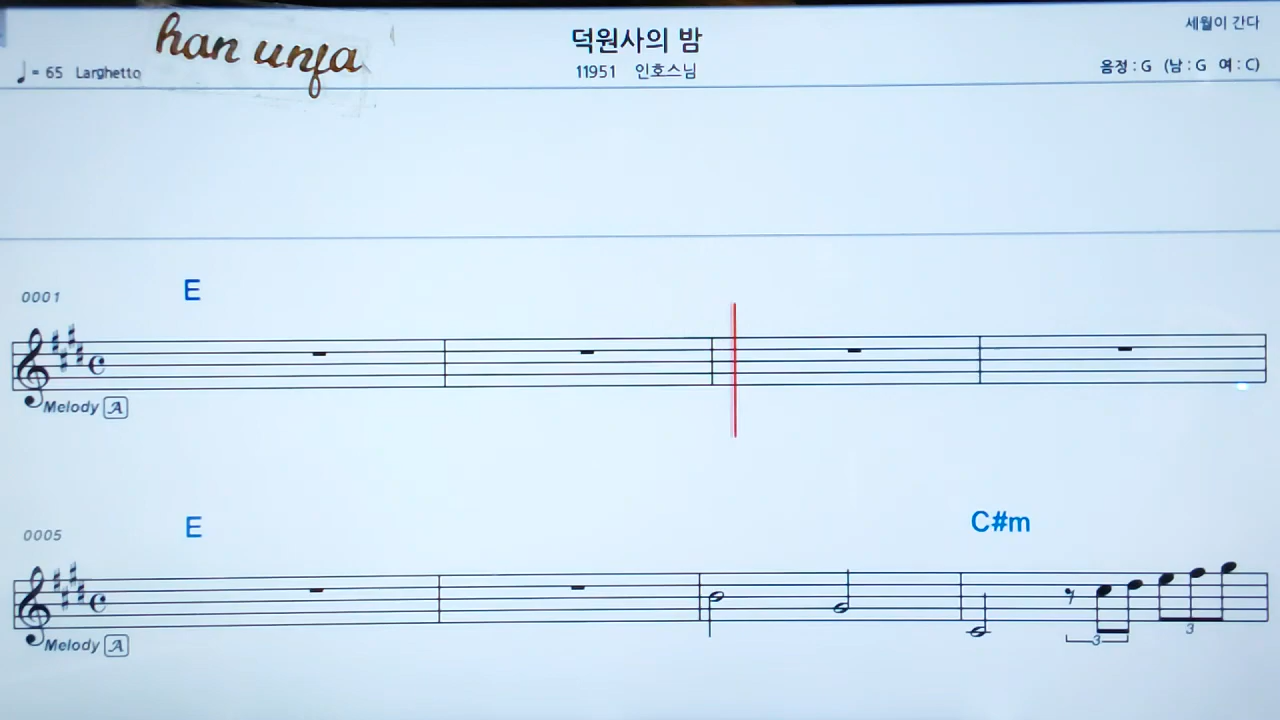 han unfa
덕원사의 밤
세월이 간다
♩= 65 Larghetto
11951 인호스님
음정 : G (남 : G 여 : C)
0001
E
Melody A
0005
E
C#m
Melody A
3
3